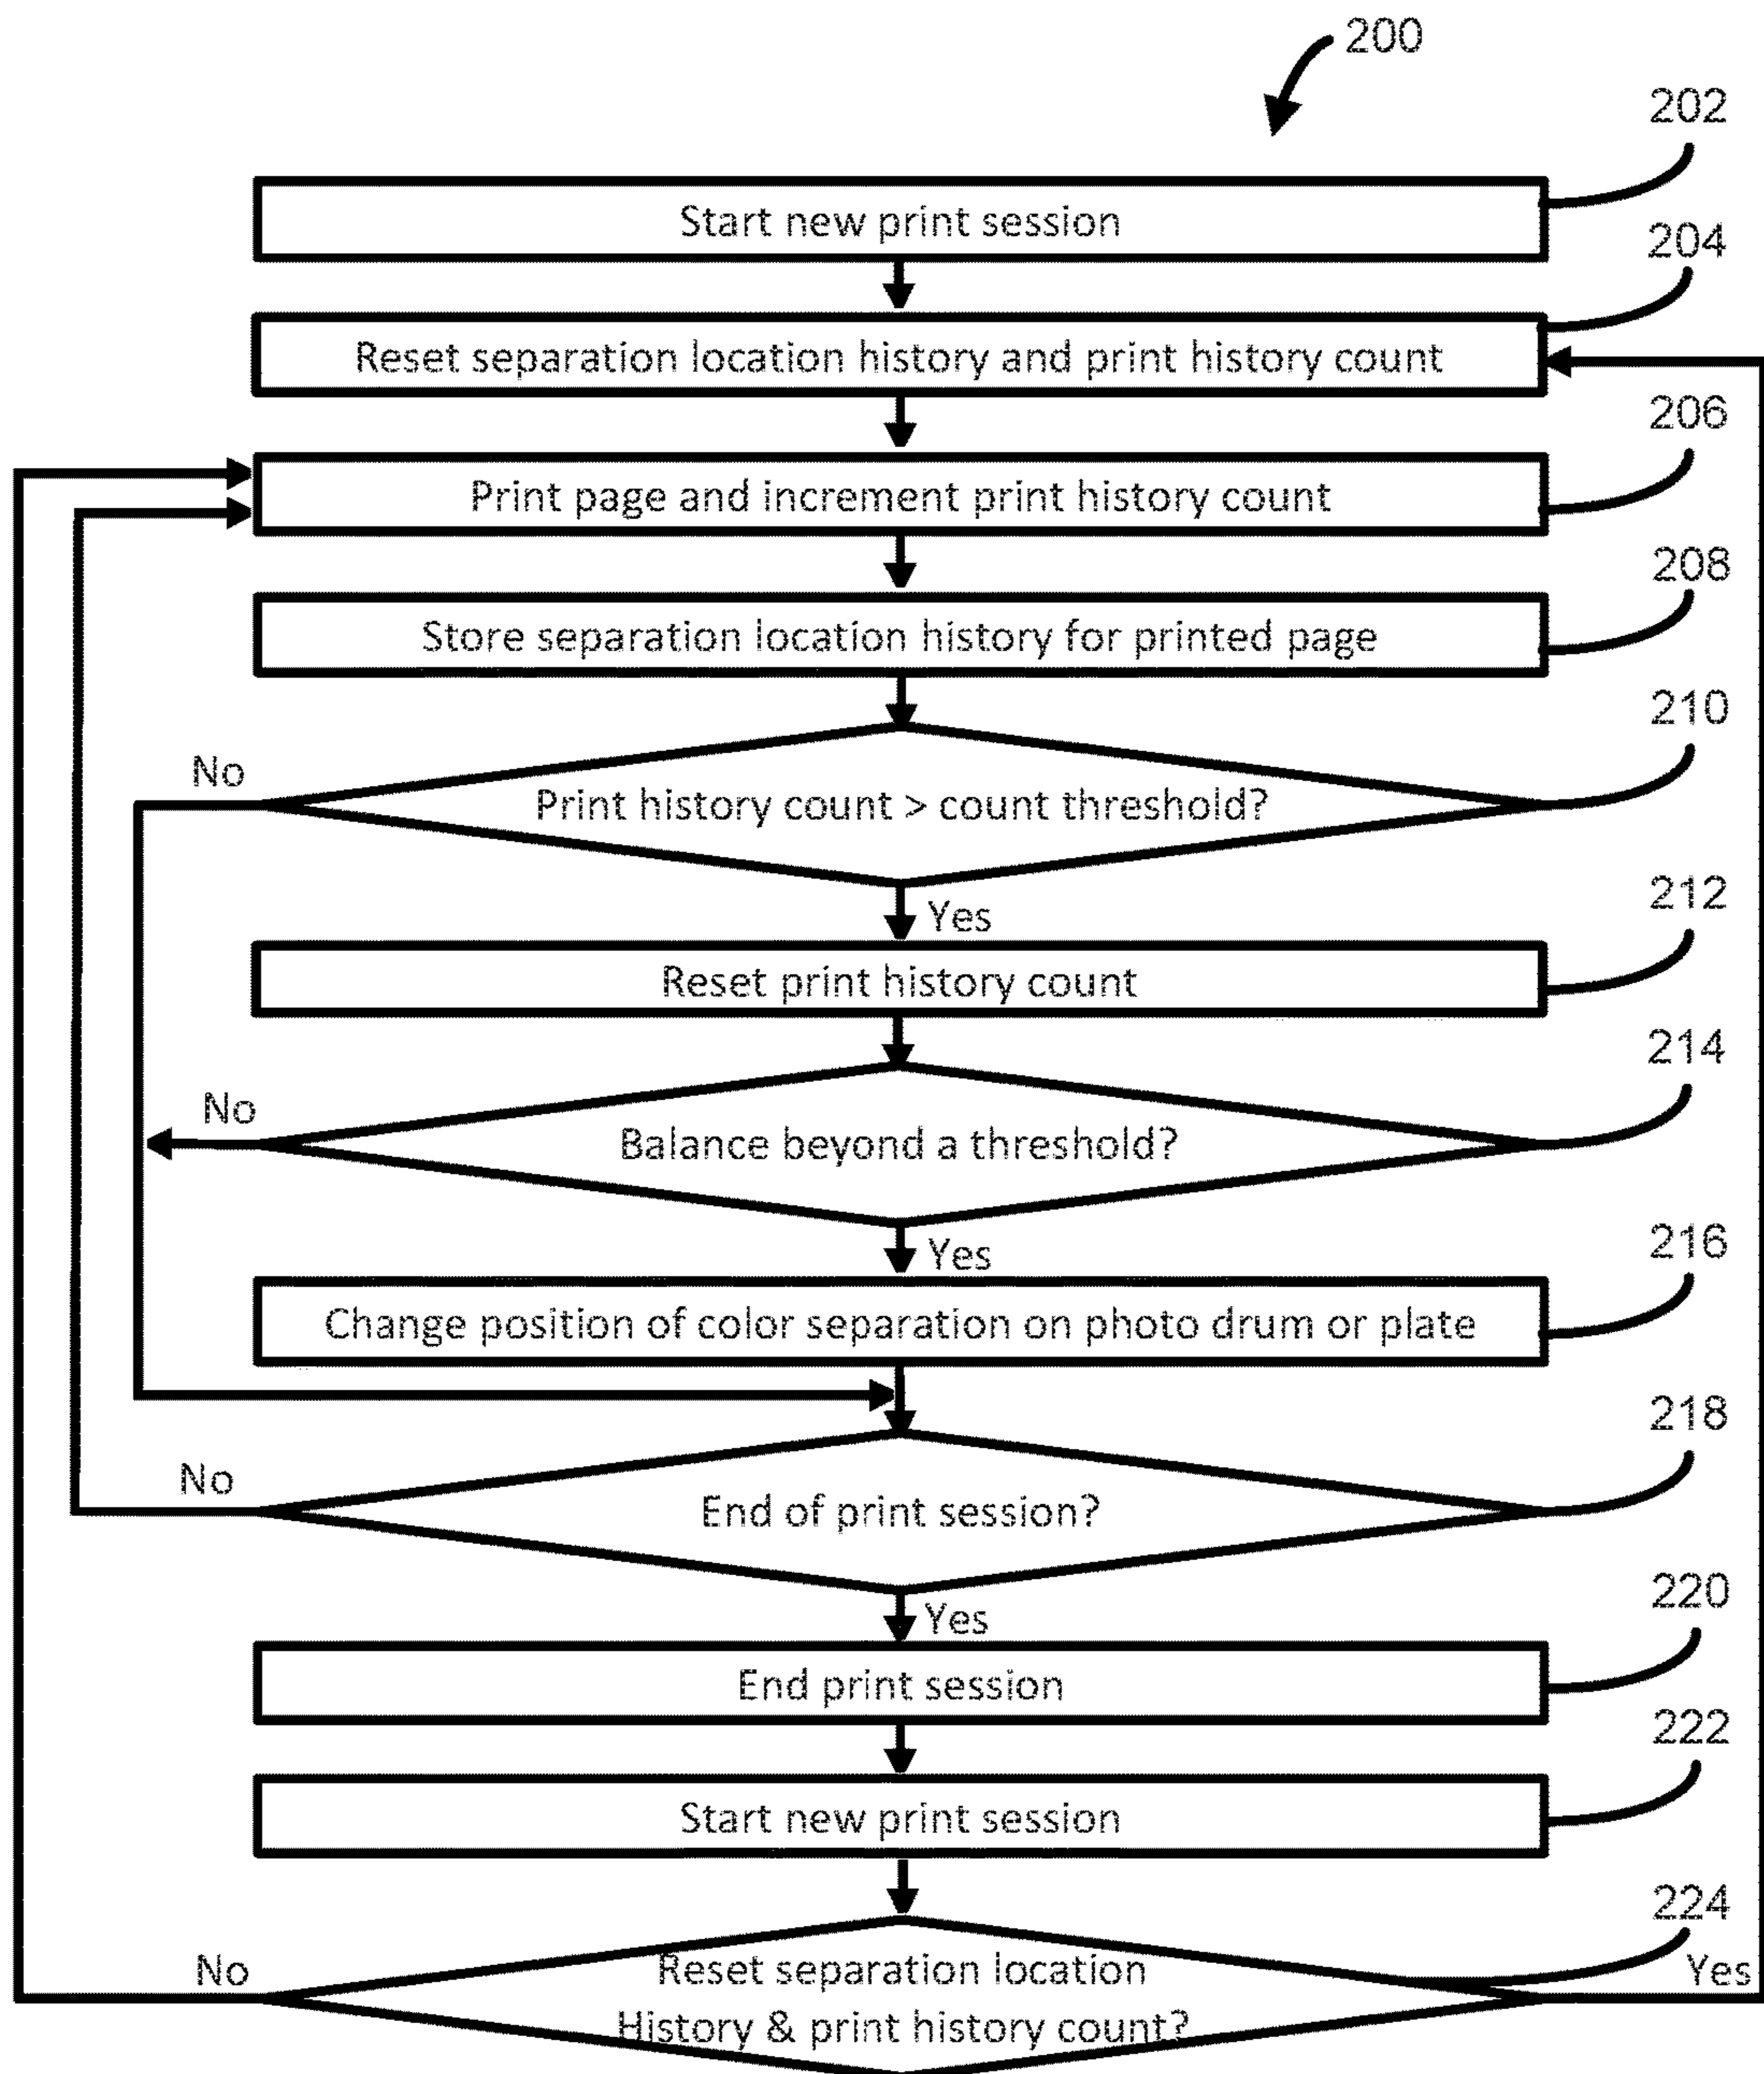 200
202
Start new print session
204
Reset separation location history and print history count
206
Print page and increment print history count
208
Store separation location history for printed page
210
No
Print history count > count threshold?
Yes
212
Reset print history count
214
No
Balance beyond a threshold?
Yes
216
Change position of color separation on photo drum or plate
218
No
End of print session?
Yes
220
End print session
222
Start new print session
224
No
Reset separation location
Yes
History & print history count?